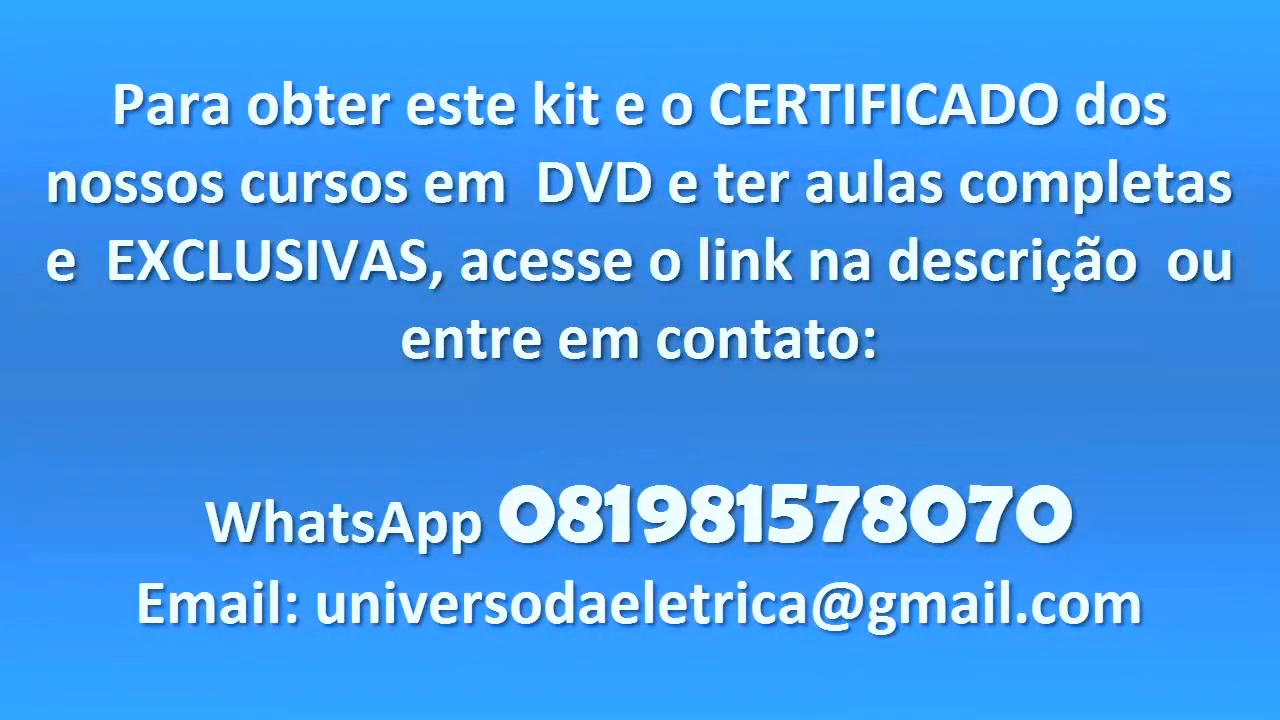 Para obter este kit e o CERTIFICADO dos
nossos cursos em DVD e ter aulas completas
e EXCLUSIVAS, acesse o link na descrição ou
entre em contato:
WhatsApp 081981578070
Email: universodaeletrica@gmail.com